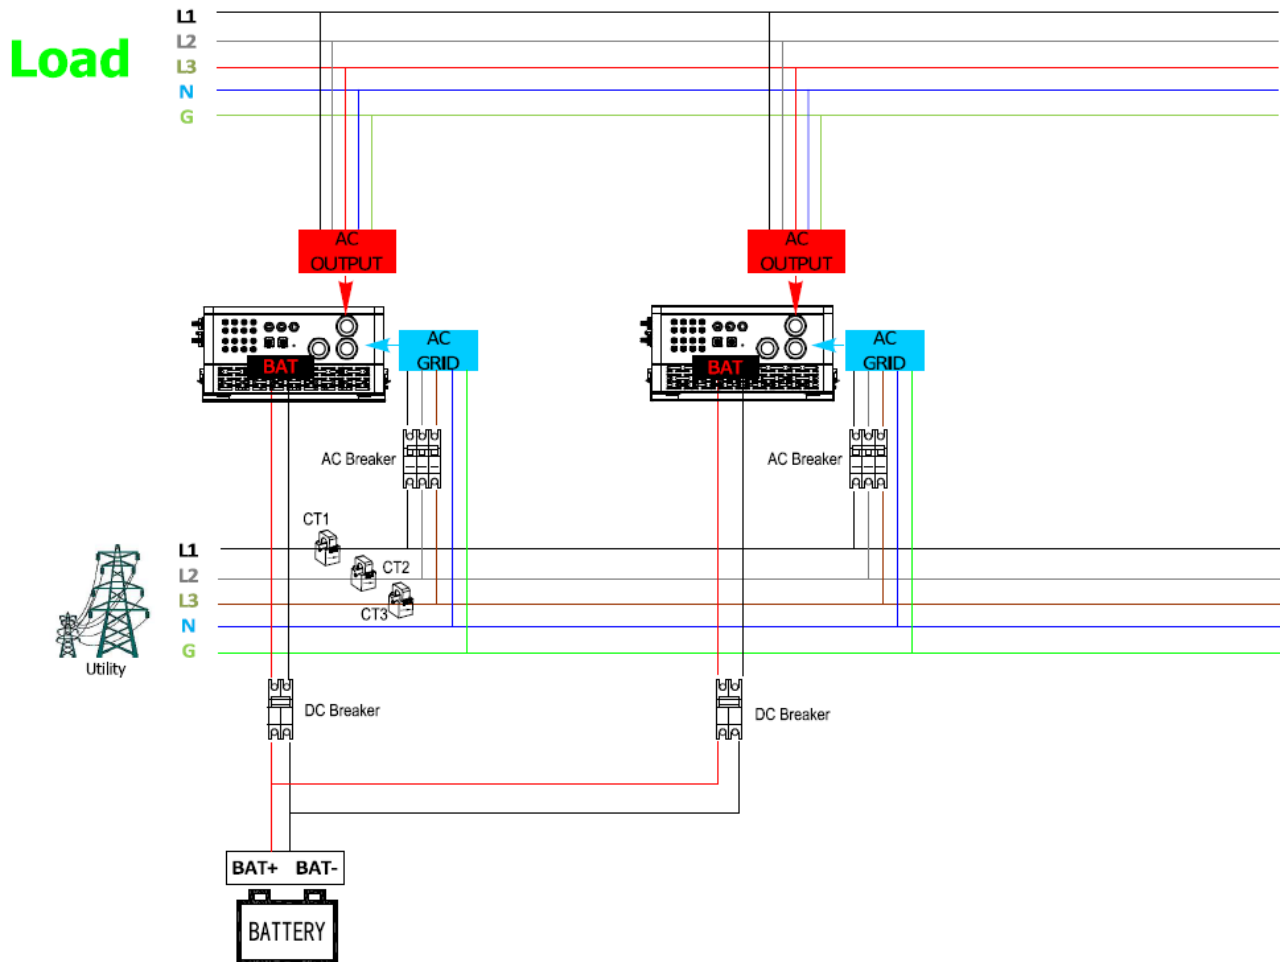 Load
L1
L2
L3
N
G
AC
OUTPUT
AC
OUTPUT
BAT
AC
GRID
BAT
AC
GRID
AC Breaker
AC Breaker
CT1
CT2
CT3
L1
L2
L3
N
G
Utility
DC Breaker
DC Breaker
BAT+ BAT-
BATTERY